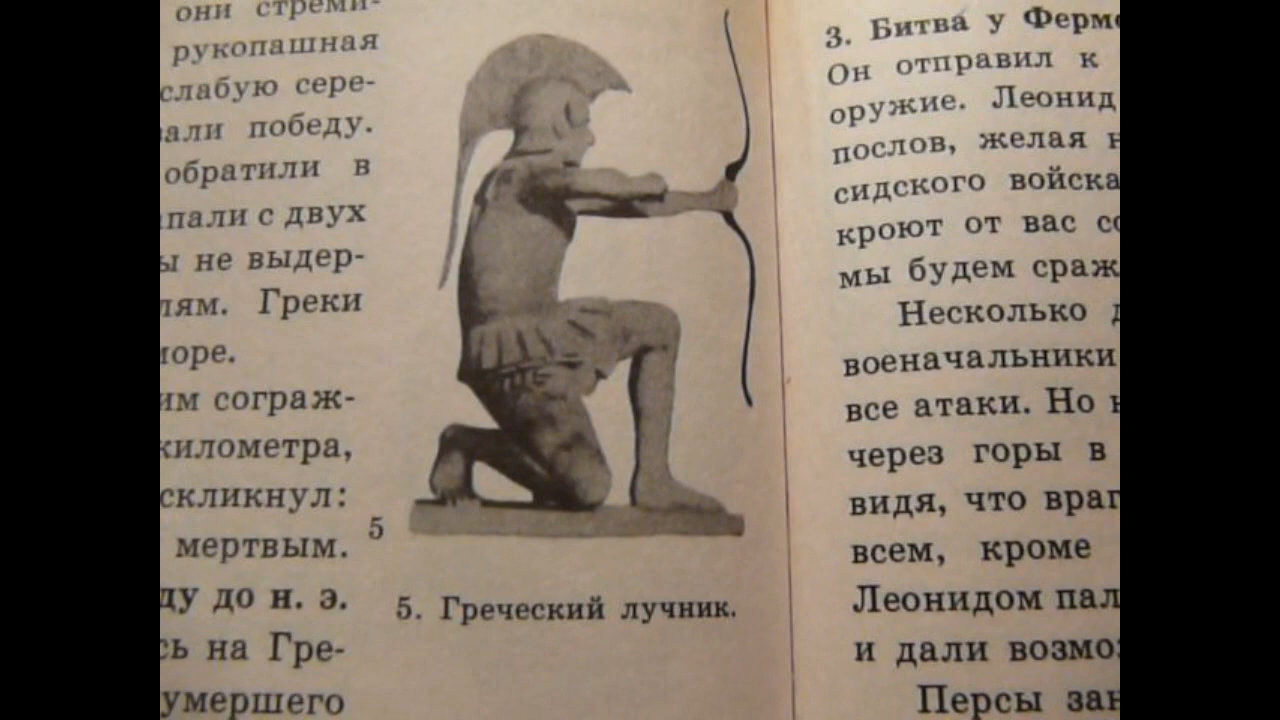 они стреми-
рукопашная
слабую сере-
али победу.
обратили в
пали с двух
ы не выдер-
лям. Греки
море.
им сограж-
километра,
скликнул:
мертвым.
ду до н. э.
сь на Гре-
умершего
5
5. Греческий лучник.
3. Битва у Ферм
Он отправил к
оружие. Леонид
послов, желая н
сидского войска
кроют от вас со
мы будем сраж
Несколько д
военачальники
все атаки. Но н
через горы в
видя, что враг
всем, кроме
Леонидом пал
и дали возмо
Персы зан